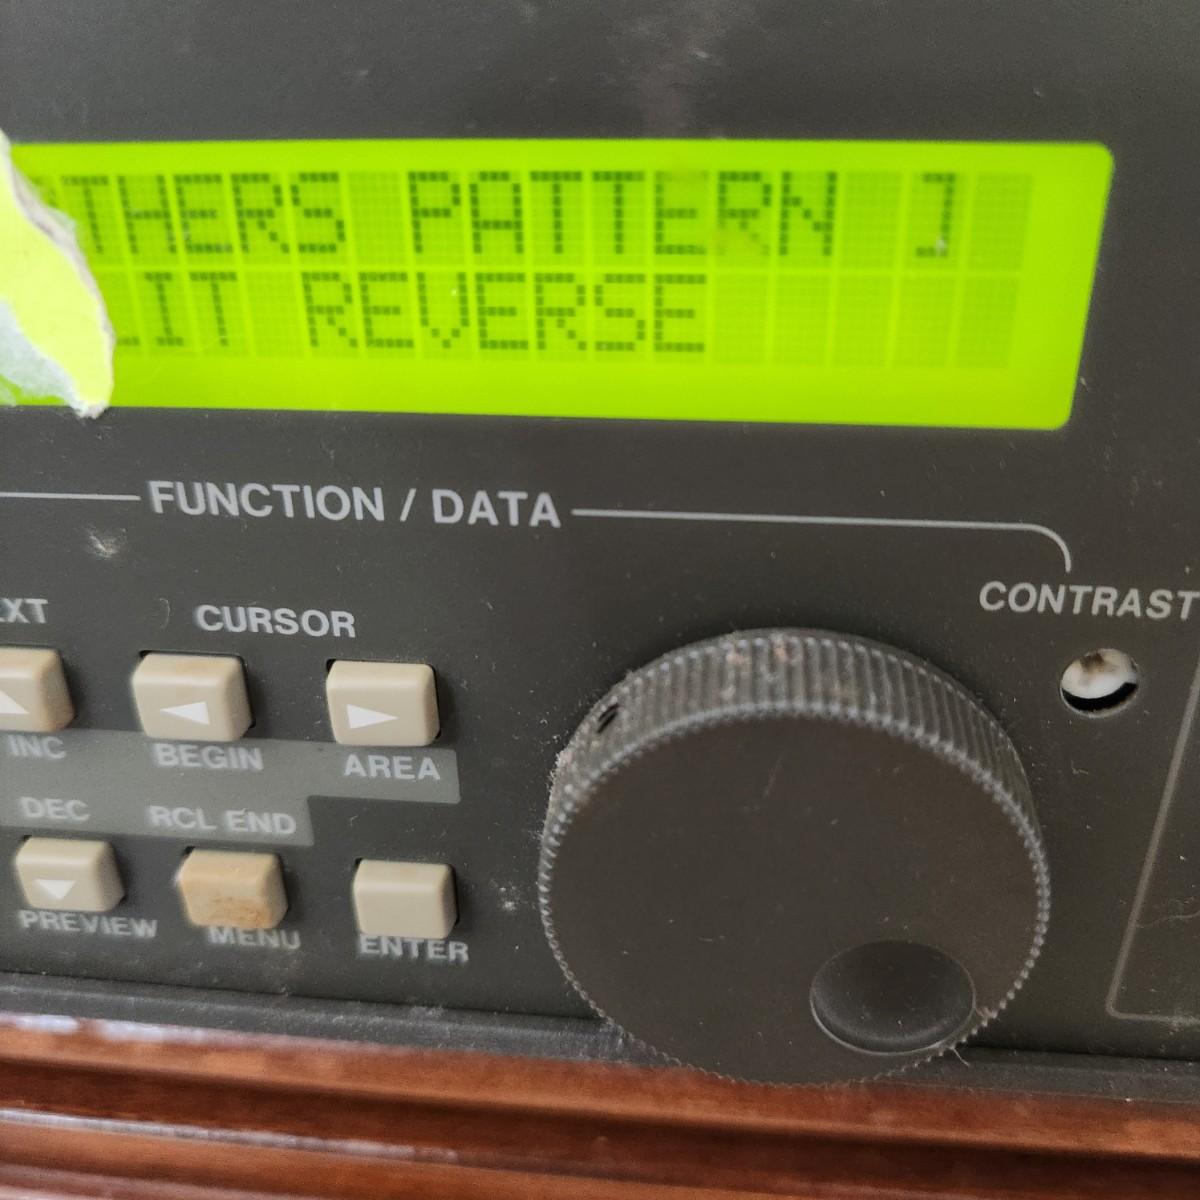 THERS PATTERN ]
IT REVERSE
FUNCTION / DATA
CONTRAST
CURSOR
INC
BEGIN
AREA
DEC
RCL END
PREVIEW
MENU
ENTER